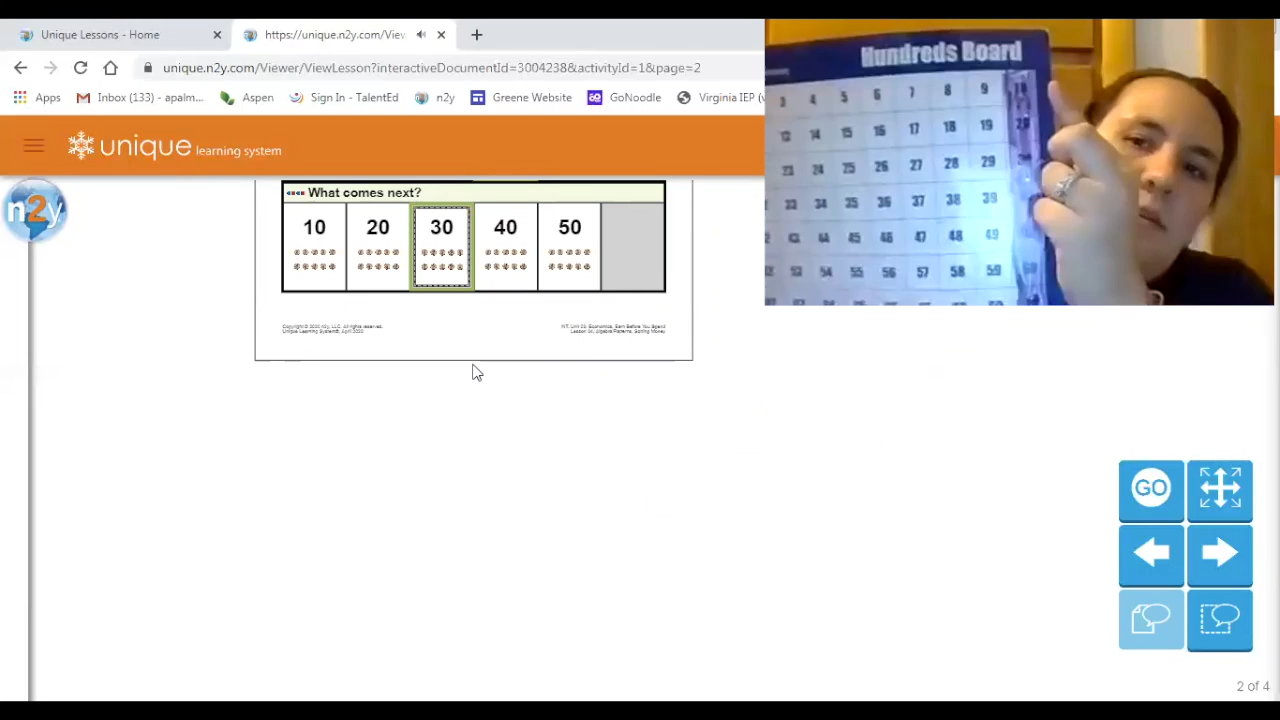 Unique Lessons - Home
https://unique.n2y.com/View
unique.n2y.com/Viewer/ViewLesson?interactiveDocumentId=3004238&activityId=1&page=2
Apps Inbox (133) - apalm... Aspen Sign In - TalentEd n2y Greene Website GoNoodle Virginia IEP (v
unique learning system
n2y
What comes next?
10 20 30 40 50
Hundreds Board
3 4 5 6 7 8 9 10
14 15 16 17 18 19 20
23 24 25 26 27 28 29
33 34 35 36 37 38 39
43 44 45 46 47 48 49
53 54 55 56 57 58 59
GO
2 of 4